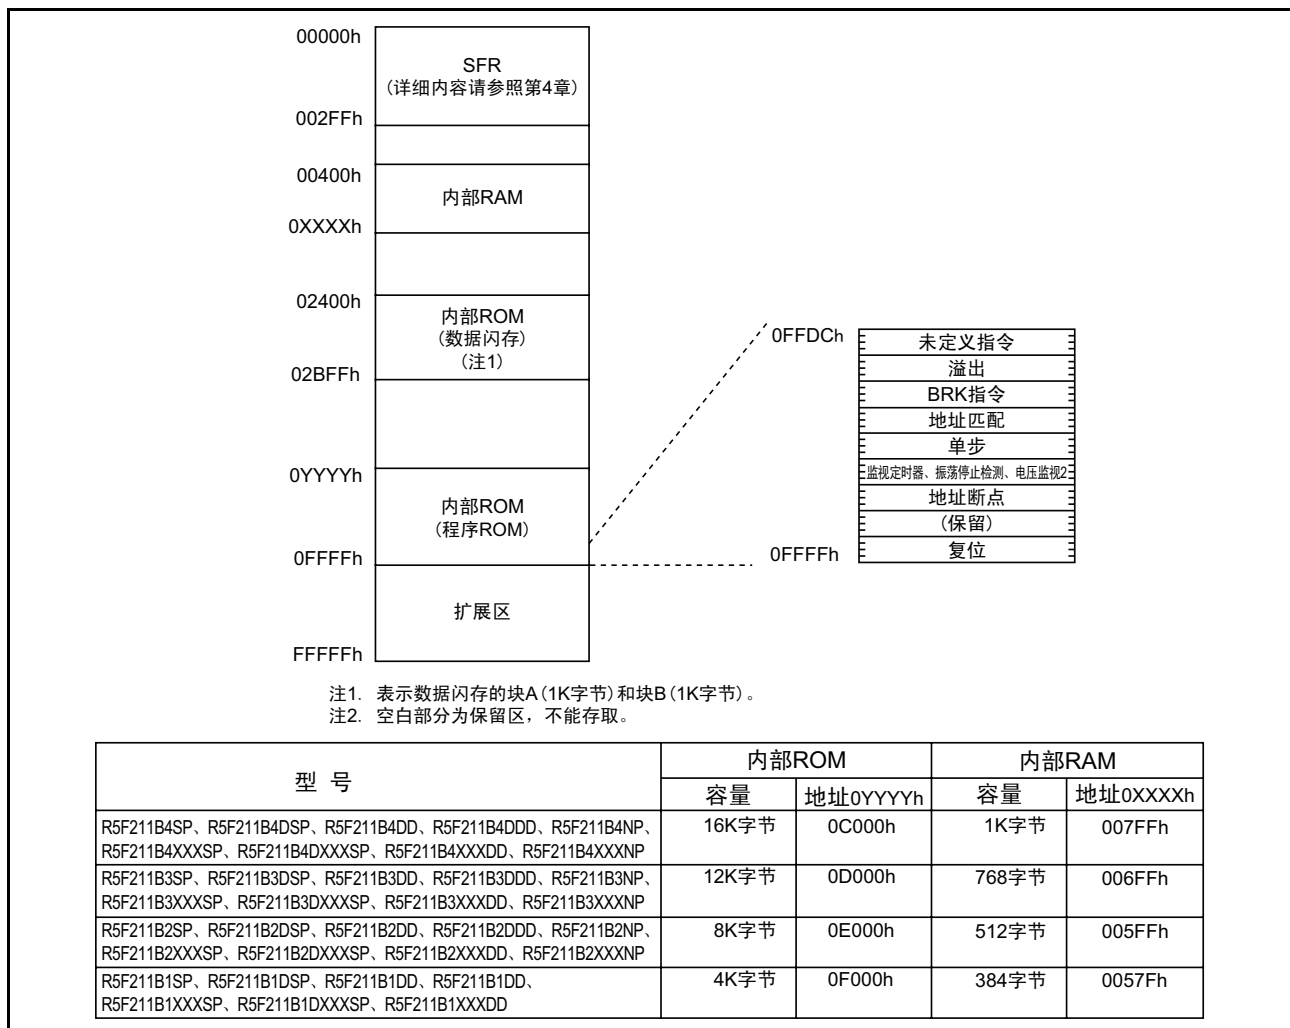 00000h
SFR
(详细内容请参照第4章)
002FFh
00400h
内部RAM
0XXXXh
02400h
内部ROM
(数据闪存)
(注1)
02BFFh
0YYYYh
内部ROM
(程序ROM)
0FFFFh
扩展区
FFFFFh
0FFDCh
未定义指令
溢出
BRK指令
地址匹配
单步
监视定时器、振荡停止检测、电压监视2
地址断点
(保留)
复位
0FFFFh
注1. 表示数据闪存的块A(1K字节)和块B(1K字节)。
注2. 空白部分为保留区，不能存取。
型 号 内部ROM 内部RAM
容量 地址0YYYYh 容量 地址0XXXXh
R5F211B4SP、R5F211B4DSP、R5F211B4DD、R5F211B4DDD、R5F211B4NP、 16K字节 0C000h 1K字节 007FFh
R5F211B4XXXSP、R5F211B4DXXXSP、R5F211B4XXXDD、R5F211B4XXXNP
R5F211B3SP、R5F211B3DSP、R5F211B3DD、R5F211B3DDD、R5F211B3NP、 12K字节 0D000h 768字节 006FFh
R5F211B3XXXSP、R5F211B3DXXXSP、R5F211B3XXXDD、R5F211B3XXXNP
R5F211B2SP、R5F211B2DSP、R5F211B2DD、R5F211B2DDD、R5F211B2NP、 8K字节 0E000h 512字节 005FFh
R5F211B2XXXSP、R5F211B2DXXXSP、R5F211B2XXXDD、R5F211B2XXXNP
R5F211B1SP、R5F211B1DSP、R5F211B1DD、R5F211B1DD、 4K字节 0F000h 384字节 0057Fh
R5F211B1XXXSP、R5F211B1DXXXSP、R5F211B1XXXDD